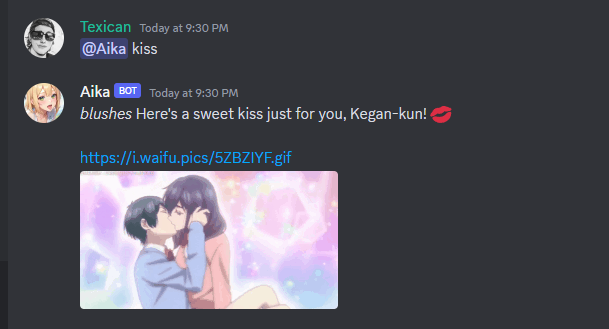 Texican Today at 9:30 PM
@Aika kiss
Aika BOT Today at 9:30 PM
blushes Here's a sweet kiss just for you, Kegan-kun! 💋
https://i.waifu.pics/5ZBZIYF.gif